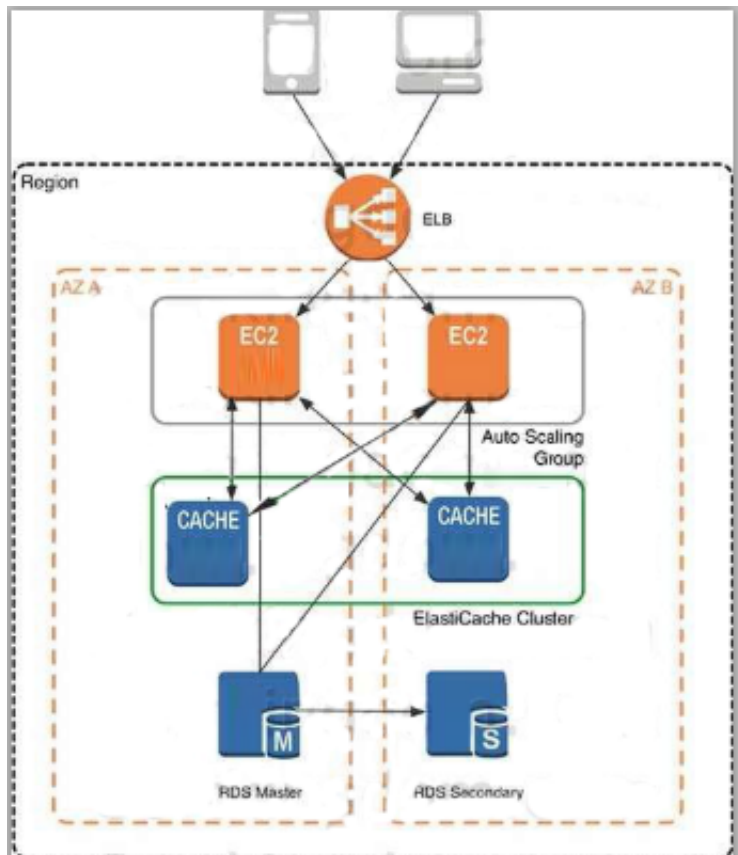 Region
ELB
AZ A
AZ B
EC2
EC2
Auto Scaling
Group
CACHE
CACHE
ElastiCache Cluster
M
S
RDS Master
RDS Secondary